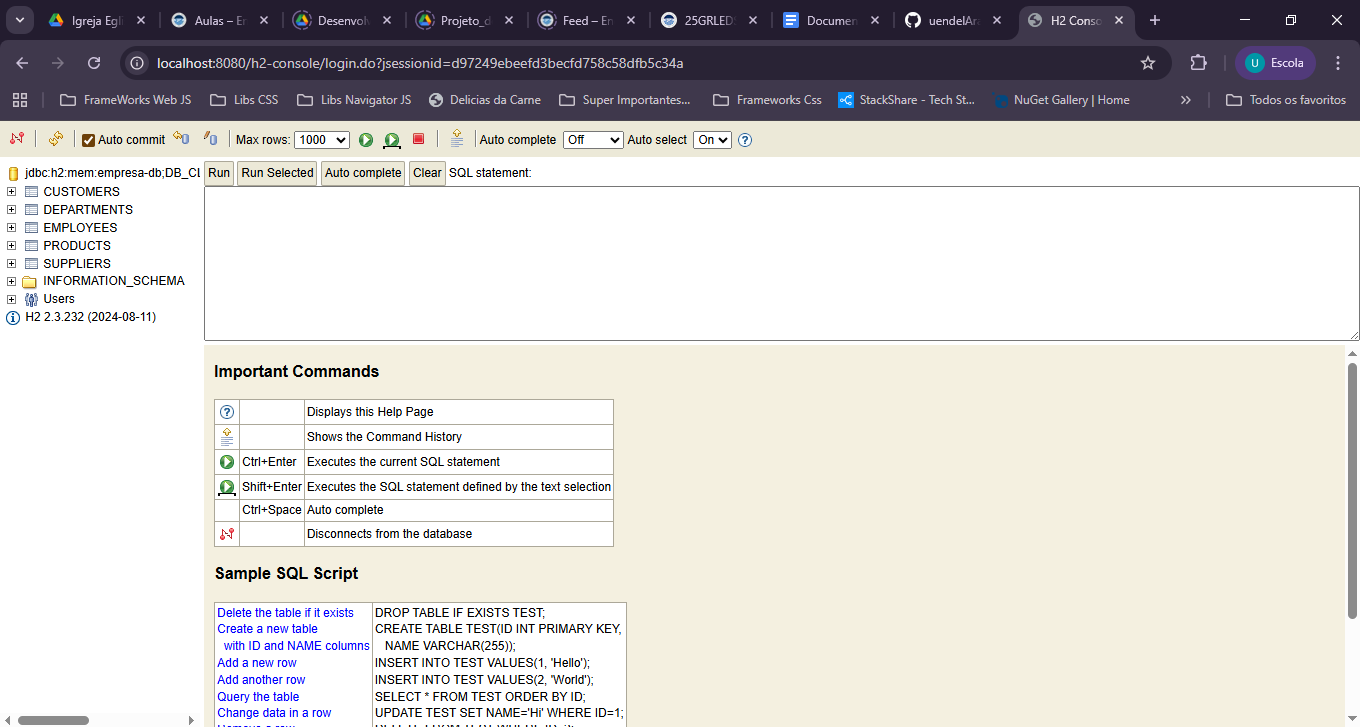 Igreja Egli
Aulas – Er
Desenvol
Projeto_d
Feed – En
25GRLEDS
Documen
uendelAra
H2 Conso
localhost:8080/h2-console/login.do?jsessionid=d97249ebeefd3becfd758c58dfb5c34a
U Escola
FrameWorks Web JS
Libs CSS
Libs Navigator JS
Delicias da Carne
Super Importantes...
Frameworks Css
StackShare - Tech St...
NuGet Gallery | Home
Todos os favoritos
Auto commit
Max rows: 1000
Auto complete Off
Auto select On
jdbc:h2:mem:empresa-db;DB_CL
CUSTOMERS
DEPARTMENTS
EMPLOYEES
PRODUCTS
SUPPLIERS
INFORMATION_SCHEMA
Users
H2 2.3.232 (2024-08-11)
Run Run Selected Auto complete Clear SQL statement:
Important Commands
Displays this Help Page
Shows the Command History
Ctrl+Enter Executes the current SQL statement
Shift+Enter Executes the SQL statement defined by the text selection
Ctrl+Space Auto complete
Disconnects from the database
Sample SQL Script
Delete the table if it exists DROP TABLE IF EXISTS TEST;
Create a new table CREATE TABLE TEST(ID INT PRIMARY KEY,
with ID and NAME columns NAME VARCHAR(255));
Add a new row INSERT INTO TEST VALUES(1, 'Hello');
Add another row INSERT INTO TEST VALUES(2, 'World');
Query the table SELECT * FROM TEST ORDER BY ID;
Change data in a row UPDATE TEST SET NAME='Hi' WHERE ID=1;